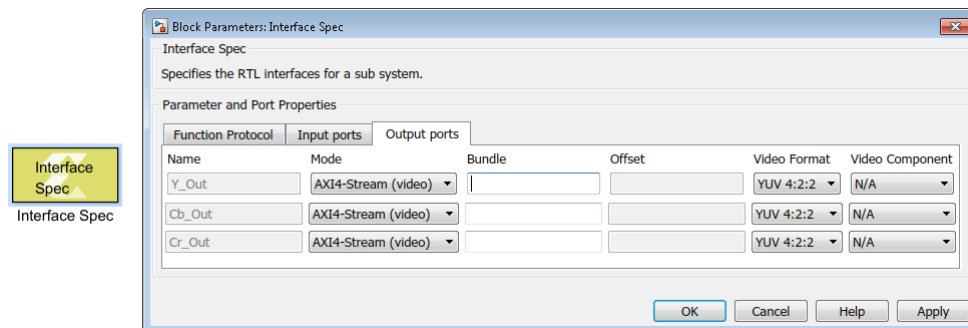 Block Parameters: Interface Spec
Interface Spec
Specifies the RTL interfaces for a sub system.
Parameter and Port Properties
Function Protocol Input ports Output ports
Name Mode Bundle Offset Video Format Video Component
Y_Out AXI4-Stream (video) YUV 4:2:2 N/A
Cb_Out AXI4-Stream (video) YUV 4:2:2 N/A
Cr_Out AXI4-Stream (video) YUV 4:2:2 N/A
OK Cancel Help Apply
Interface
Spec
Interface Spec